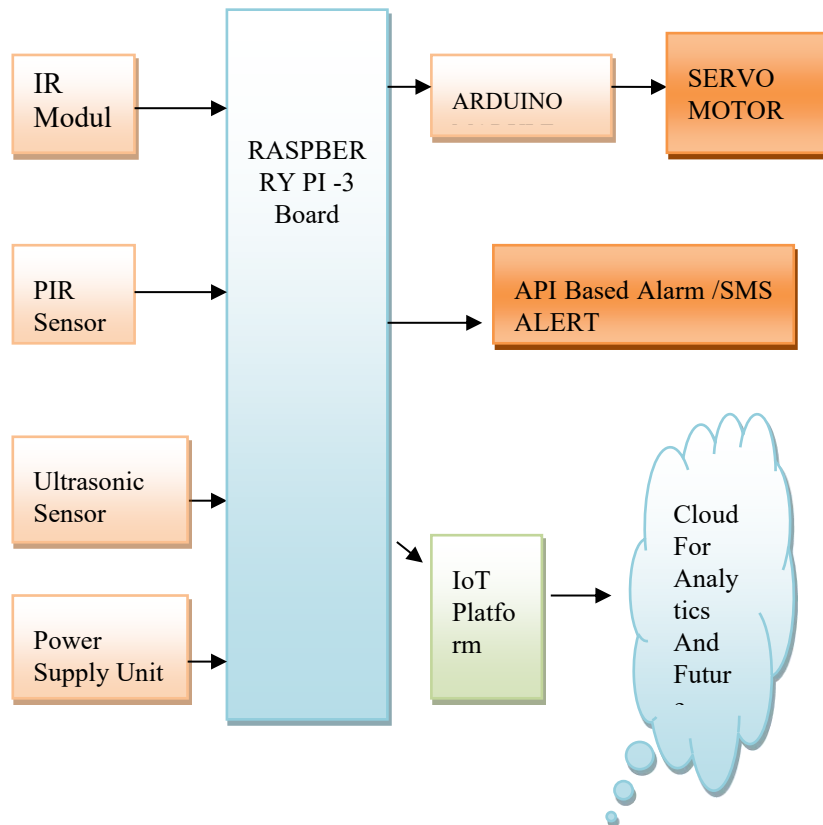 IR
Modul
RASPBER
RY PI -3
Board
ARDUINO
SERVO
MOTOR
PIR
Sensor
API Based Alarm /SMS
ALERT
Ultrasonic
Sensor
Power
Supply Unit
IoT
Platfo
rm
Cloud
For
Analy
tics
And
Futur